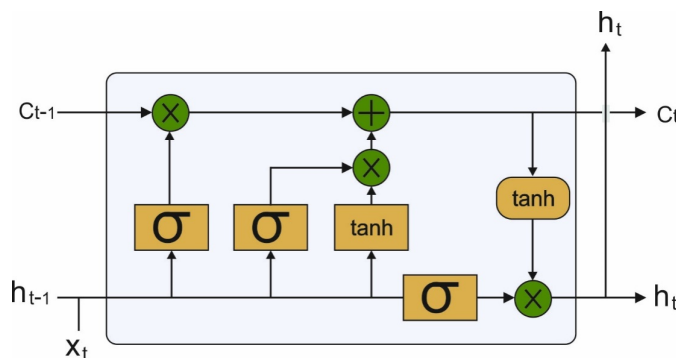 hₜ
Cₜ₋₁ × + Cₜ
×
σ σ tanh tanh
hₜ₋₁ σ × hₜ
xₜ